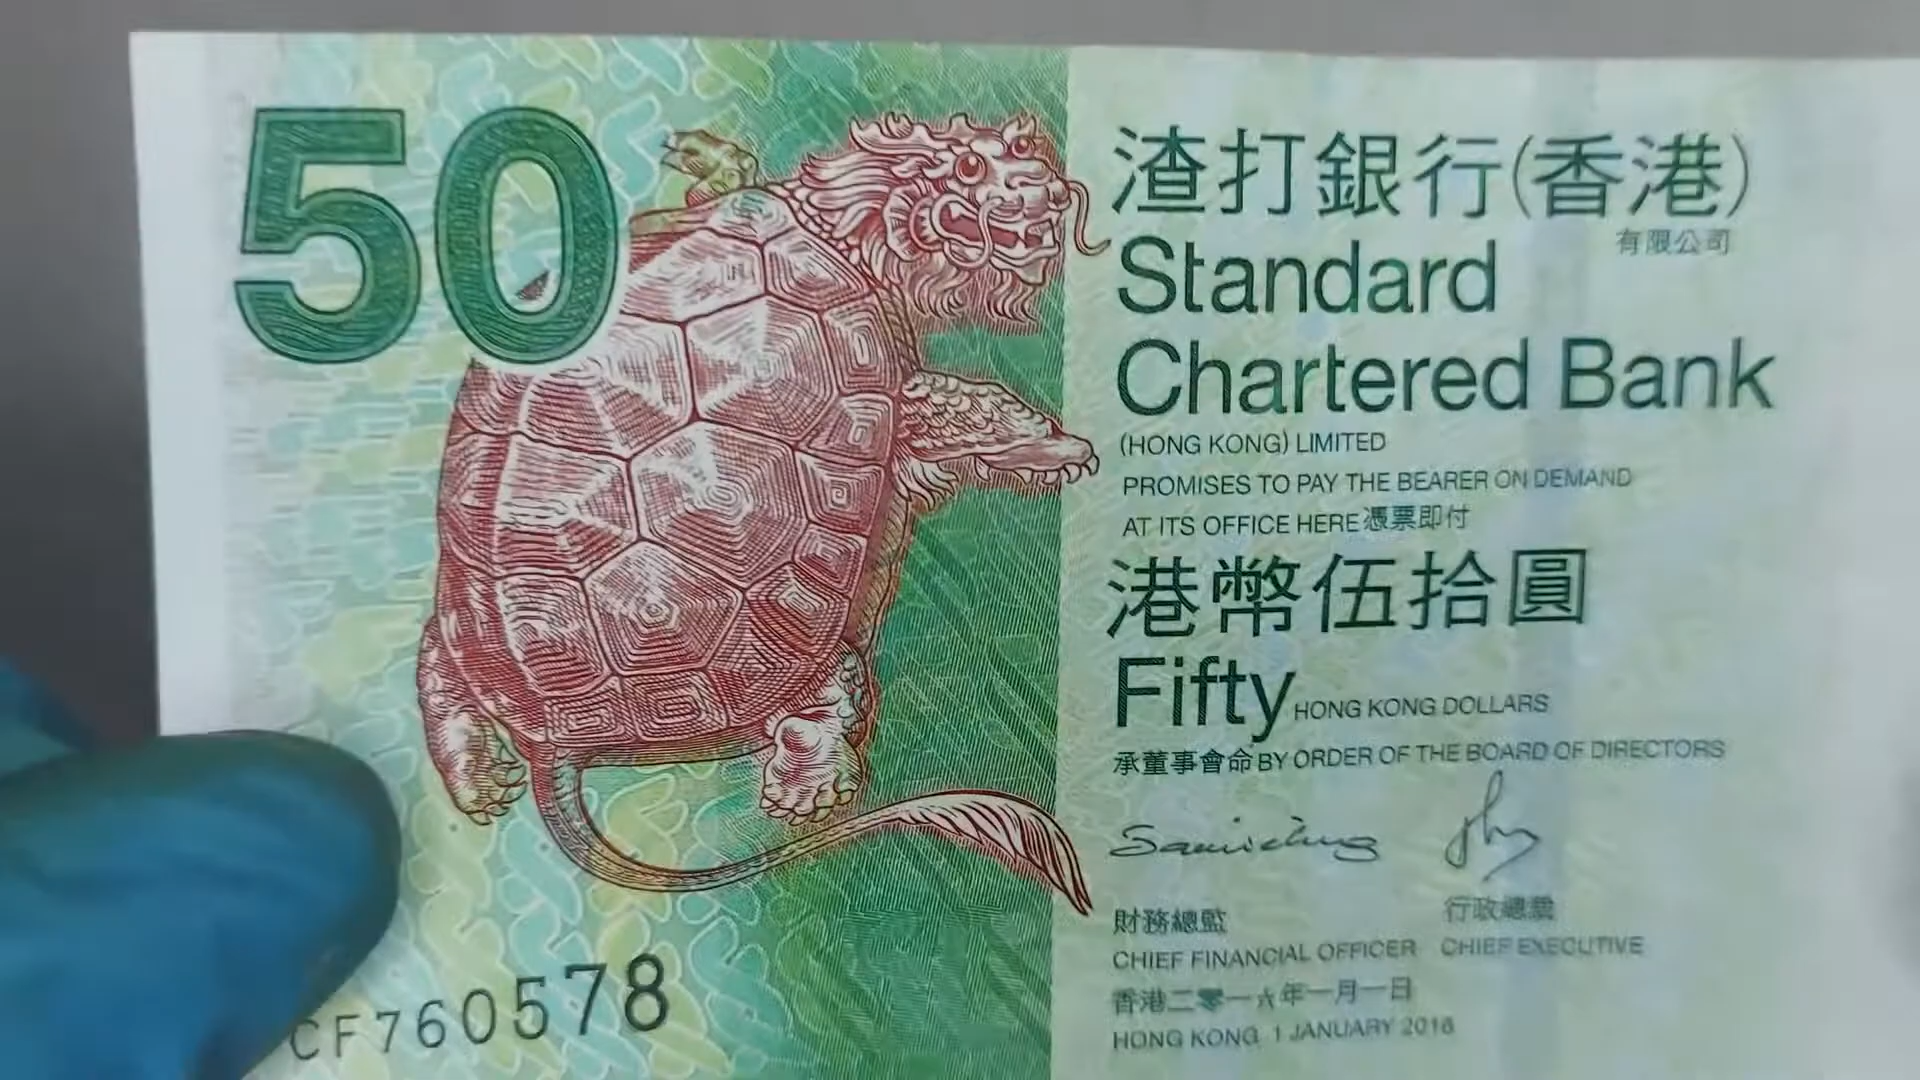 50
渣打銀行(香港)
有限公司
Standard
Chartered Bank
(HONG KONG) LIMITED
PROMISES TO PAY THE BEARER ON DEMAND
AT ITS OFFICE HERE憑票即付
港幣伍拾圓
Fifty HONG KONG DOLLARS
承董事會命 BY ORDER OF THE BOARD OF DIRECTORS
財務總監 行政總裁
CHIEF FINANCIAL OFFICER CHIEF EXECUTIVE
香港二零一六年一月一日
HONG KONG, 1 JANUARY 2016
CF760578